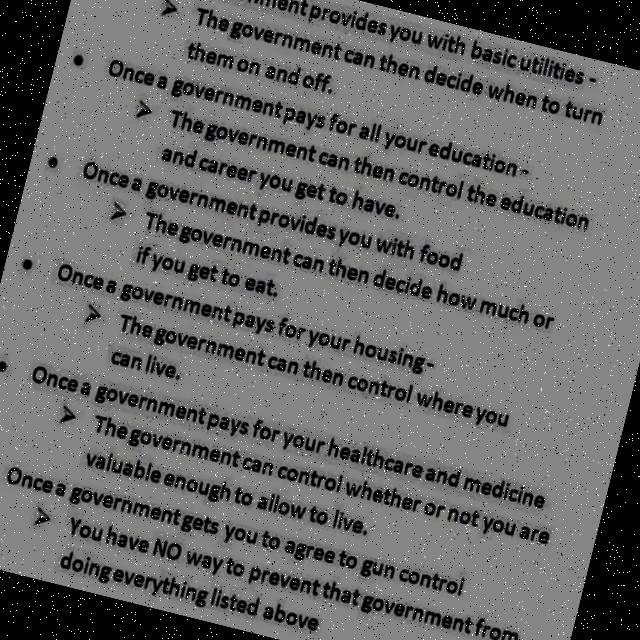 ment provides you with basic utilities -
➤ The government can then decide when to turn
them on and off.
• Once a government pays for all your education -
➤ The government can then control the education
and career you get to have.
• Once a government provides you with food
➤ The government can then decide how much or
if you get to eat.
• Once a government pays for your housing -
➤ The government can then control where you
can live.
• Once a government pays for your healthcare and medicine
➤ The government can control whether or not you are
valuable enough to allow to live.
Once a government gets you to agree to gun control
➤ You have NO way to prevent that government from
doing everything listed above